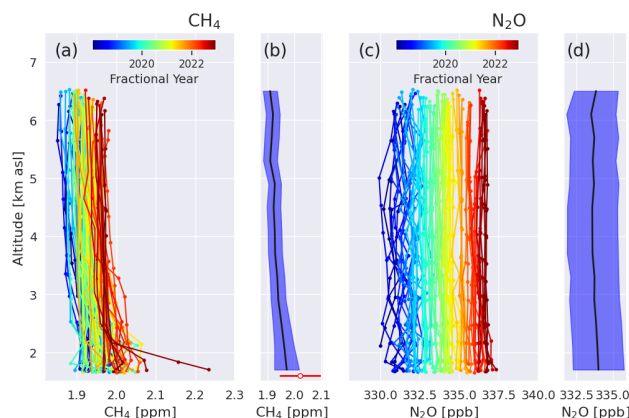 CH₄
N₂O
(a)
2020
2022
Fractional Year
(b)
(c)
2020
2022
Fractional Year
(d)
Altitude [km asl]
7
6
5
4
3
2
1.9
2.0
2.1
2.2
2.3
CH₄ [ppm]
1.9
2.0
2.1
CH₄ [ppm]
330.0
332.5
335.0
337.5
340.0
N₂O [ppb]
332.5
335.0
N₂O [ppb]